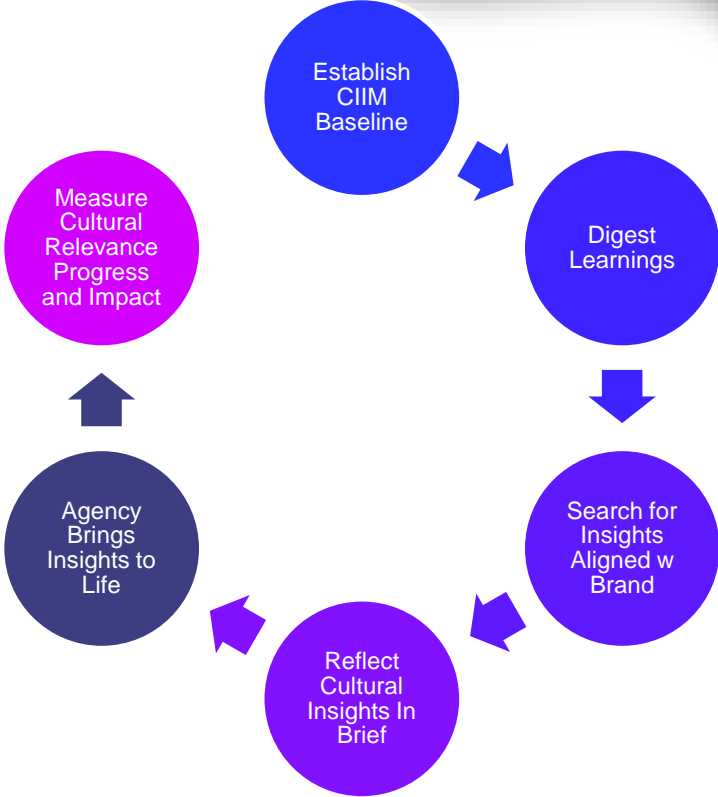 Establish
CIIM
Baseline
Digest
Learnings
Search for
Insights
Aligned w
Brand
Reflect
Cultural
Insights In
Brief
Agency
Brings
Insights to
Life
Measure
Cultural
Relevance
Progress
and Impact